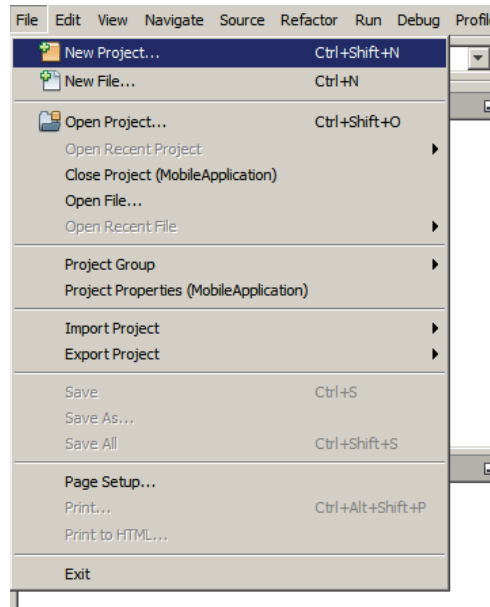 File Edit View Navigate Source Refactor Run Debug
New Project... Ctrl+Shift+N
New File... Ctrl+N
Open Project... Ctrl+Shift+O
Open Recent Project
Close Project (MobileApplication)
Open File...
Open Recent File
Project Group
Project Properties (MobileApplication)
Import Project
Export Project
Save Ctrl+S
Save As...
Save All Ctrl+Shift+S
Page Setup...
Print... Ctrl+Alt+Shift+P
Print to HTML...
Exit